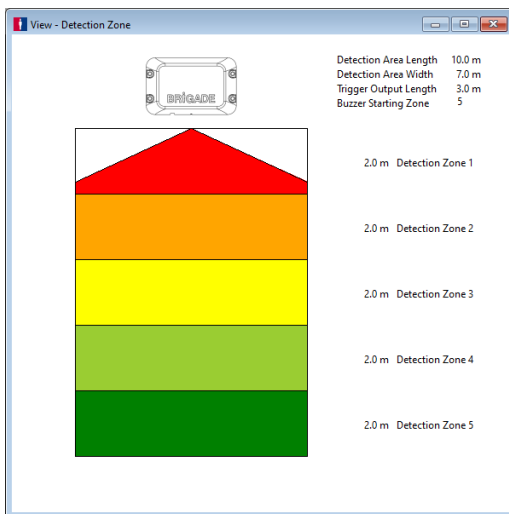 View - Detection Zone
BRIGADE
Detection Area Length 10.0 m
Detection Area Width 7.0 m
Trigger Output Length 3.0 m
Buzzer Starting Zone 5
2.0 m Detection Zone 1
2.0 m Detection Zone 2
2.0 m Detection Zone 3
2.0 m Detection Zone 4
2.0 m Detection Zone 5